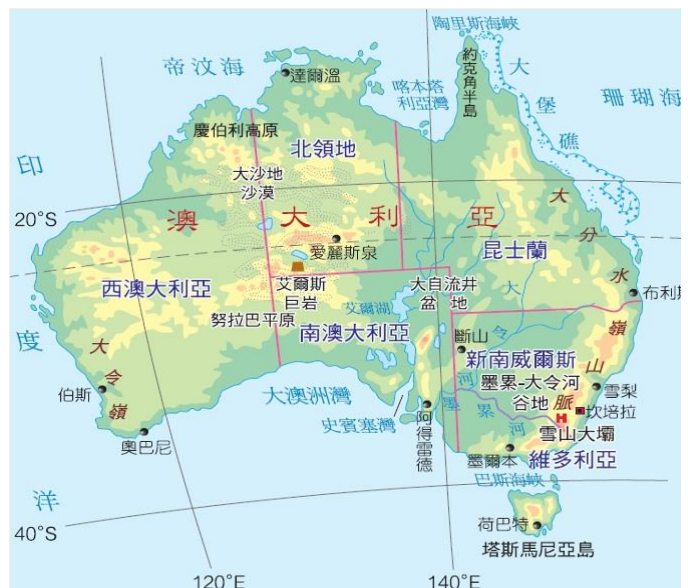 陶里斯海峽
帝汶海
達爾溫
喀本塔
利亞灣
約克角半島
大堡礁
珊瑚海
慶伯利高原
北領地
大沙地
沙漠
印度洋
20°S
澳大利亞
大分水嶺山脈
愛麗斯泉
昆士蘭
西澳大利亞
艾爾斯
巨岩
大自流井
盆地
艾爾湖
布利斯
努拉巴平原
南澳大利亞
斷山
大令河
新南威爾斯
大令嶺
墨累-大令河
谷地
伯斯
大澳洲灣
墨累河
雪梨
坎培拉
史賓塞灣
阿得雷德
雪山大壩
奧巴尼
墨爾本
維多利亞
巴斯海峽
40°S
荷巴特
塔斯馬尼亞島
120°E
140°E